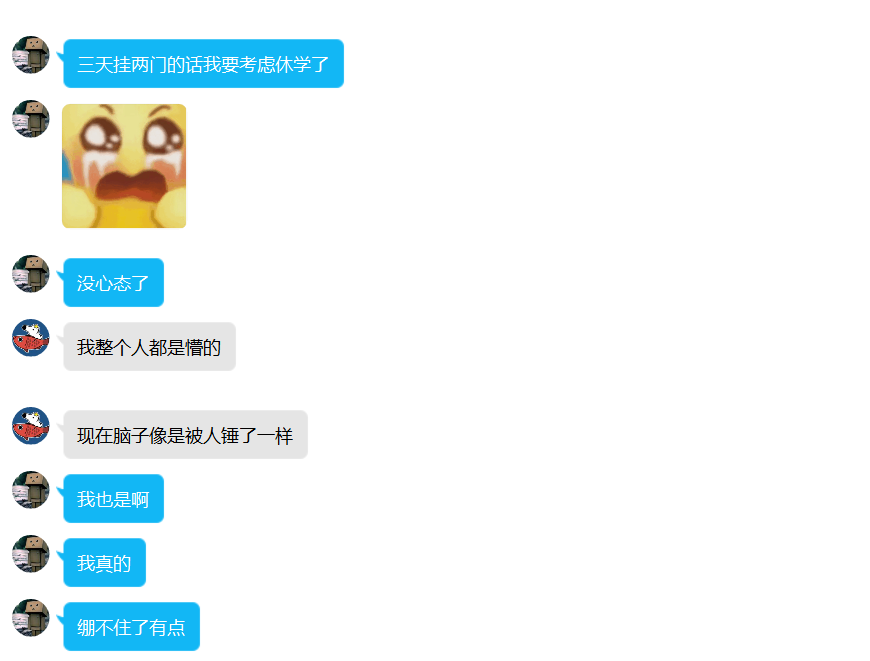 三天挂两门的话我要考虑休学了
没心态了
我整个人都是懵的
现在脑子像是被人锤了一样
我也是啊
我真的
绷不住了有点